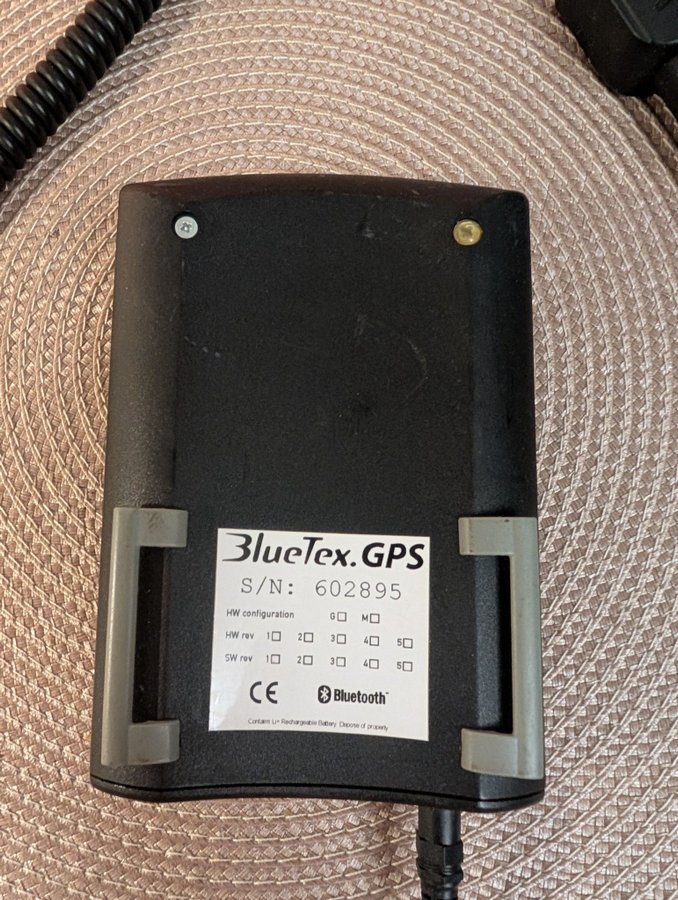 BlueTex.GPS
S/N: 602895
HW configuration G☐ M☐
HW rev 1☐ 2☐ 3☐ 4☐ 5☐
SW rev 1☐ 2☐ 3☐ 4☐ 5☐
CE Bluetooth™
Contains Li+ Rechargeable Battery. Dispose of properly